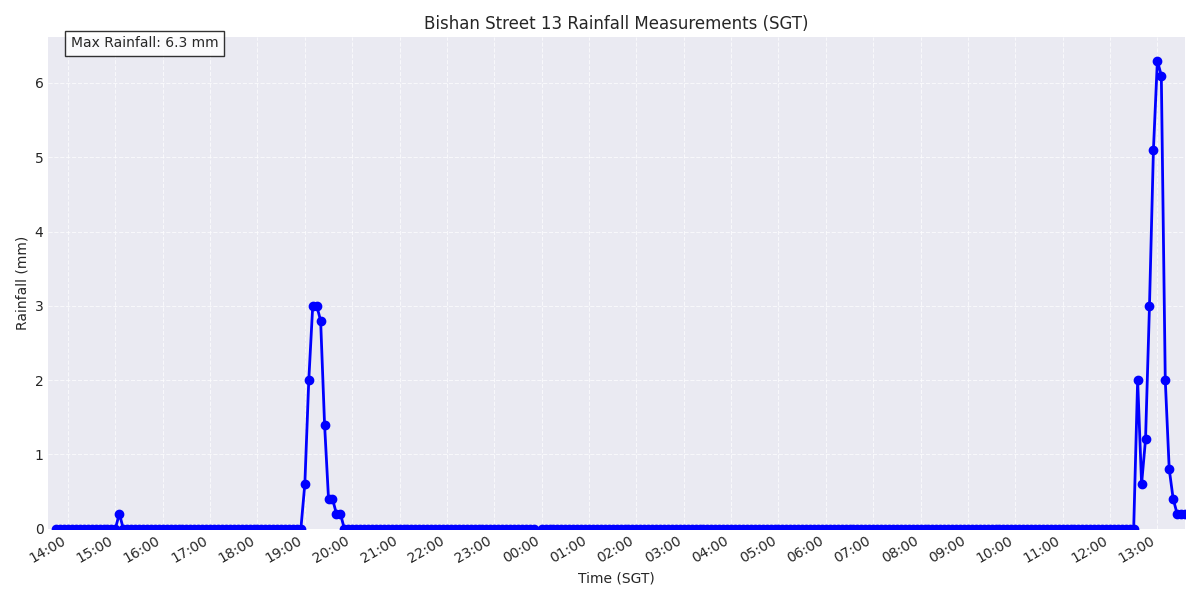 Bishan Street 13 Rainfall Measurements (SGT)
Max Rainfall: 6.3 mm
Rainfall (mm)
6
5
4
3
2
1
0
14:00 15:00 16:00 17:00 18:00 19:00 20:00 21:00 22:00 23:00 00:00 01:00 02:00 03:00 04:00 05:00 06:00 07:00 08:00 09:00 10:00 11:00 12:00 13:00
Time (SGT)